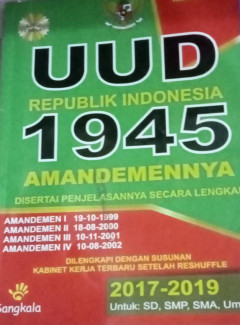 UUD
REPUBLIK INDONESIA
1945
AMANDEMENNYA
DISERTAI PENJELASANNYA SECARA LENGKA
AMANDEMEN I 19-10-1999
AMANDEMEN II 18-08-2000
AMANDEMEN III 10-11-2001
AMANDEMEN IV 10-08-2002
DILENGKAPI DENGAN SUSUNAN
KABINET KERJA TERBARU SETELAH RESHUFFLE
2017-2019
Sangkala
Untuk: SD, SMP, SMA, Um